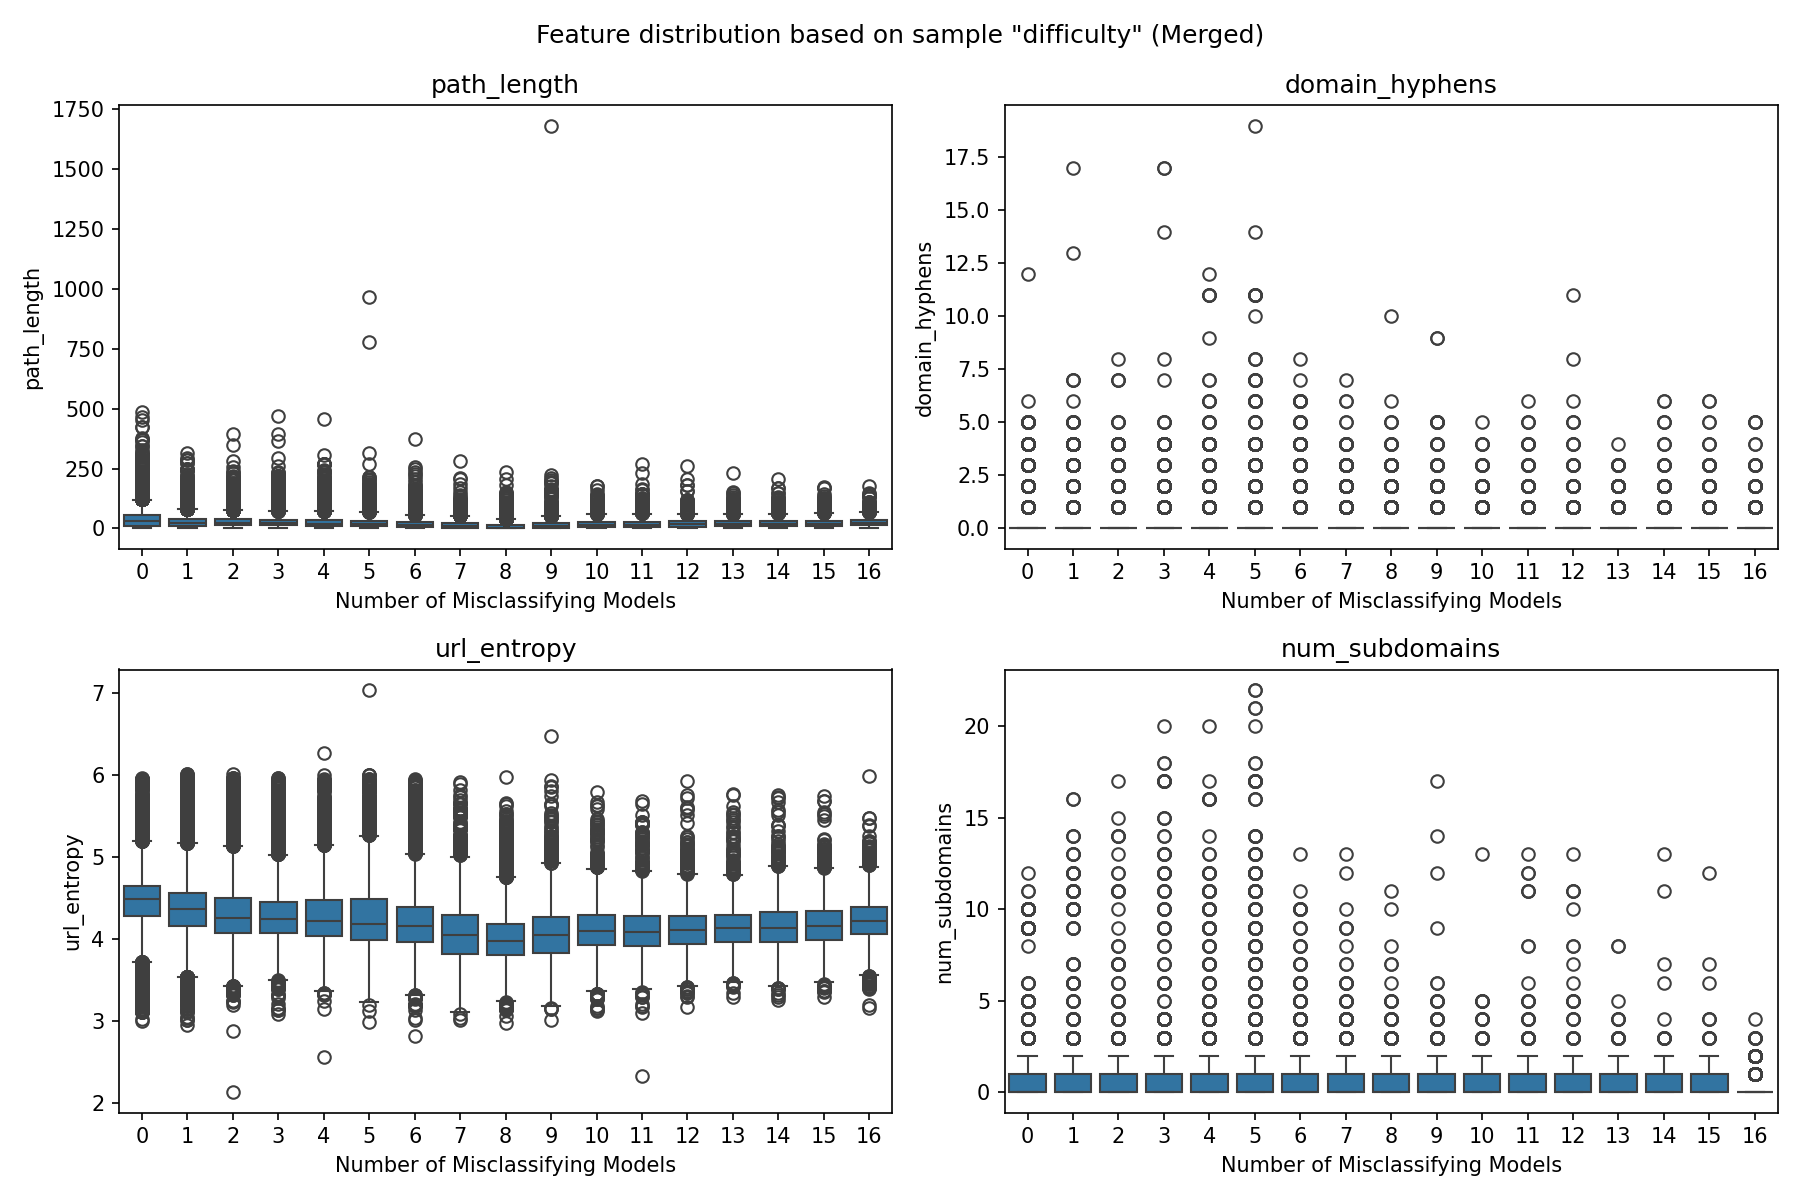 Feature distribution based on sample "difficulty" (Merged)
path_length
path_length
1750
1500
1250
1000
750
500
250
0
0 1 2 3 4 5 6 7 8 9 10 11 12 13 14 15 16
Number of Misclassifying Models
domain_hyphens
domain_hyphens
17.5
15.0
12.5
10.0
7.5
5.0
2.5
0.0
0 1 2 3 4 5 6 7 8 9 10 11 12 13 14 15 16
Number of Misclassifying Models
url_entropy
url_entropy
7
6
5
4
3
2
0 1 2 3 4 5 6 7 8 9 10 11 12 13 14 15 16
Number of Misclassifying Models
num_subdomains
num_subdomains
20
15
10
5
0
0 1 2 3 4 5 6 7 8 9 10 11 12 13 14 15 16
Number of Misclassifying Models